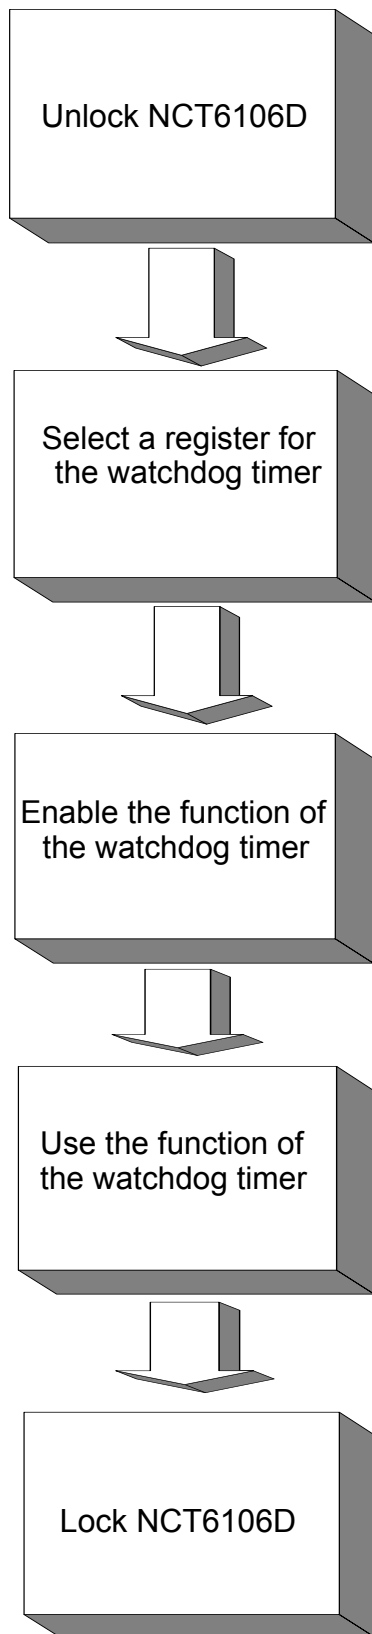 Unlock NCT6106D
Select a register for
the watchdog timer
Enable the function of
the watchdog timer
Use the function of
the watchdog timer
Lock NCT6106D